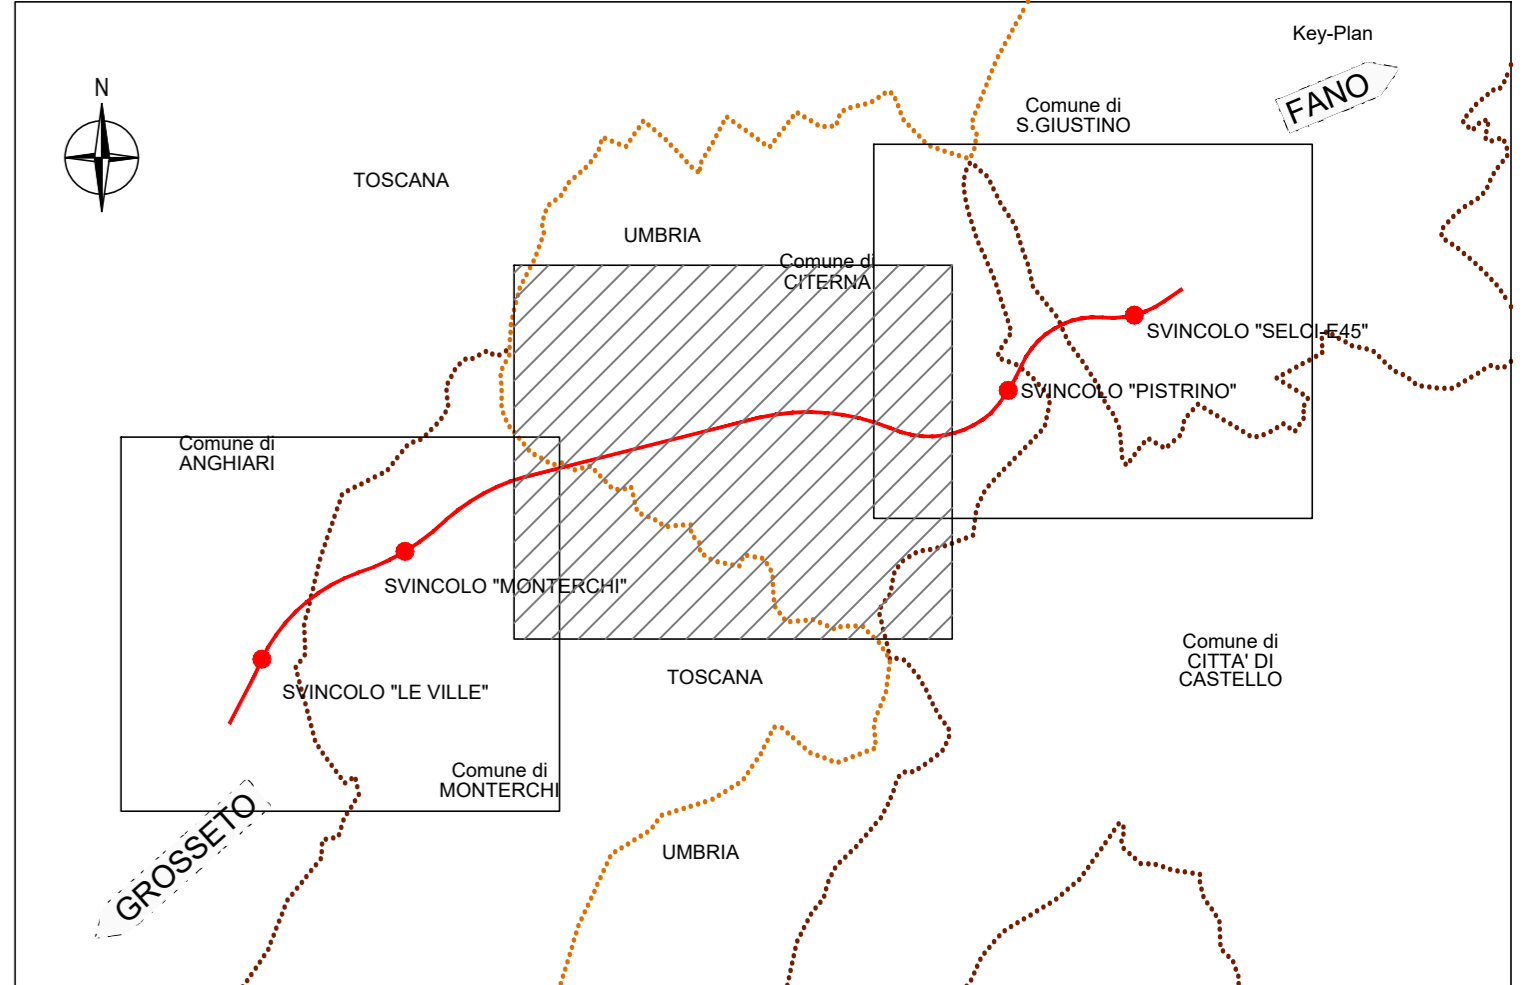 Key-Plan
N
FANO
Comune di
S.GIUSTINO
TOSCANA
UMBRIA
Comune di
CITERNA
SVINCOLO "SELCI-E45"
SVINCOLO "PISTRINO"
Comune di
ANGHIARI
SVINCOLO "MONTERCHI"
Comune di
CITTA' DI
CASTELLO
TOSCANA
SVINCOLO "LE VILLE"
Comune di
MONTERCHI
GROSSETO
UMBRIA